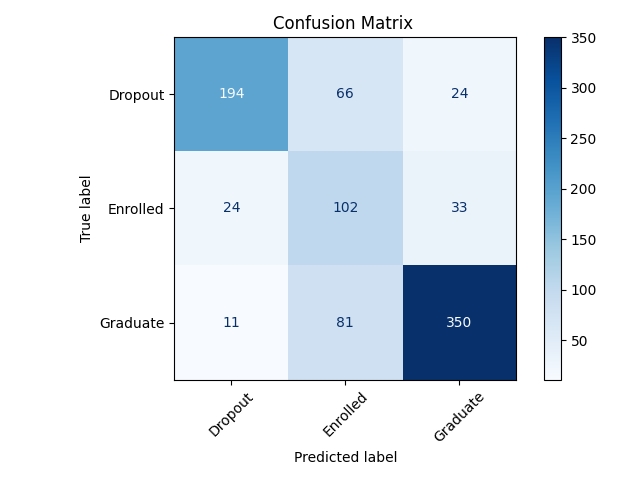 Confusion Matrix
True label
Dropout 194 66 24
Enrolled 24 102 33
Graduate 11 81 350
Dropout Enrolled Graduate
Predicted label
350
300
250
200
150
100
50